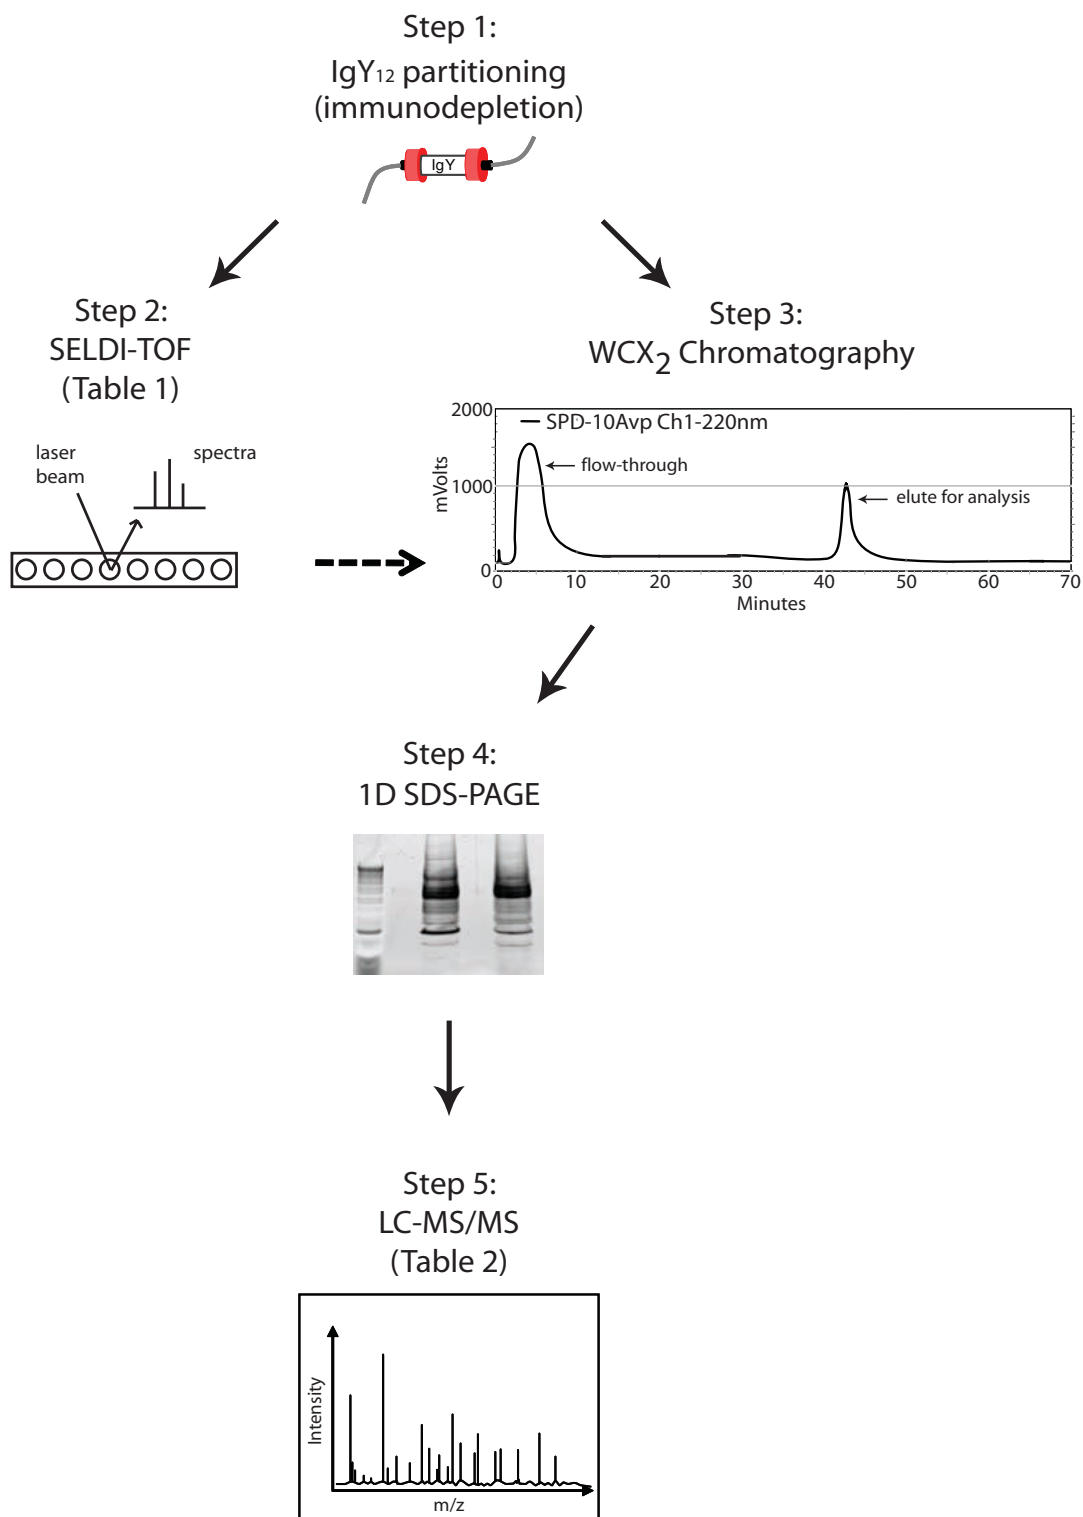 Step 1:
IgY12 partitioning
(immunodepletion)
IgY
Step 2:
SELDI-TOF
(Table 1)
laser
beam
spectra
Step 3:
WCX2 Chromatography
2000
1000
0
mVolts
SPD-10Avp Ch1-220nm
flow-through
elute for analysis
0 10 20 30 40 50 60 70
Minutes
Step 4:
1D SDS-PAGE
Step 5:
LC-MS/MS
(Table 2)
Intensity
m/z